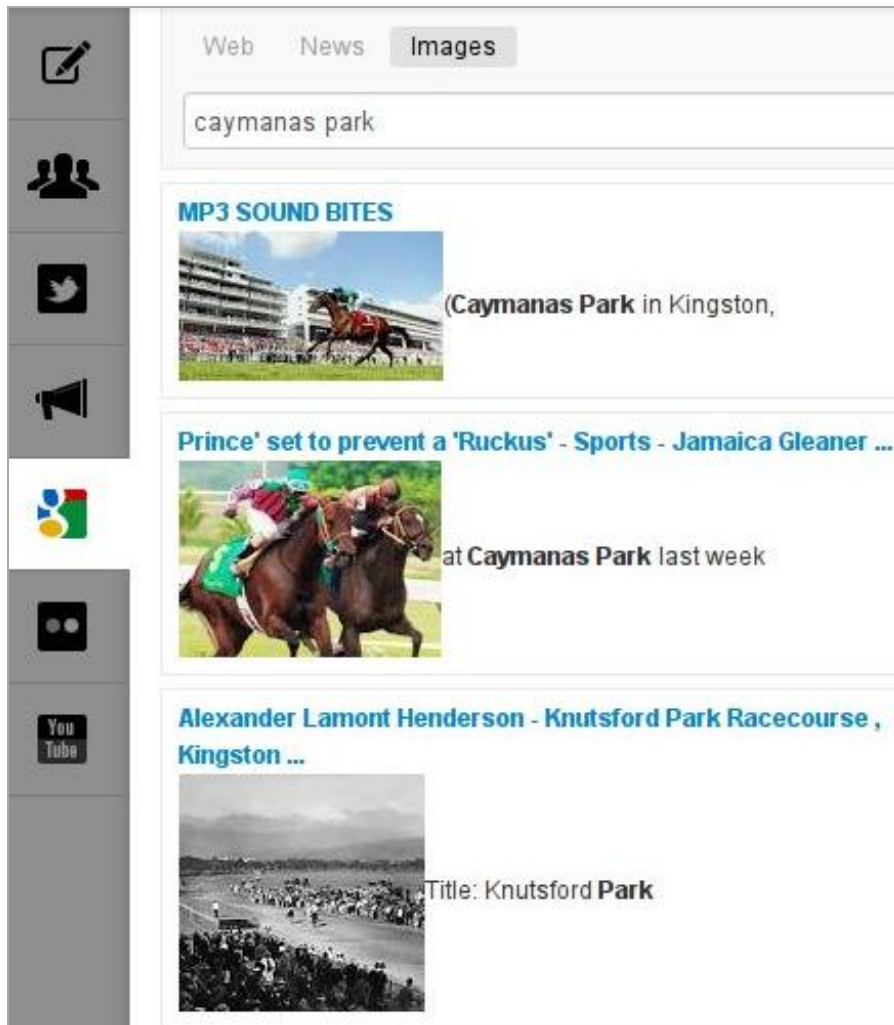 Web News Images
caymanas park
MP3 SOUND BITES
(Caymanas Park in Kingston,
Prince' set to prevent a 'Ruckus' - Sports - Jamaica Gleaner ...
at Caymanas Park last week
You
Tube
Alexander Lamont Henderson - Knutsford Park Racecourse ,
Kingston ...
Title: Knutsford Park